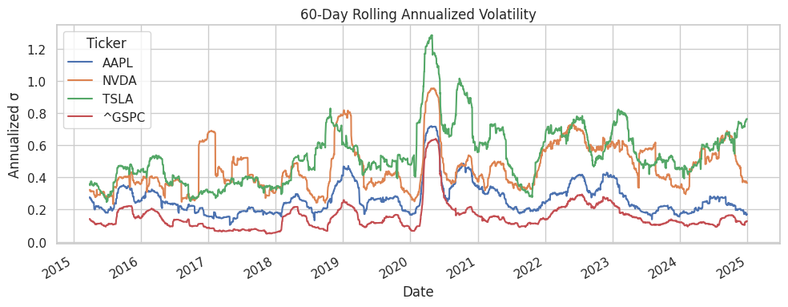 60-Day Rolling Annualized Volatility
Annualized σ
1.2
1.0
0.8
0.6
0.4
0.2
0.0
Ticker
AAPL
NVDA
TSLA
^GSPC
2015
2016
2017
2018
2019
2020
2021
2022
2023
2024
2025
Date